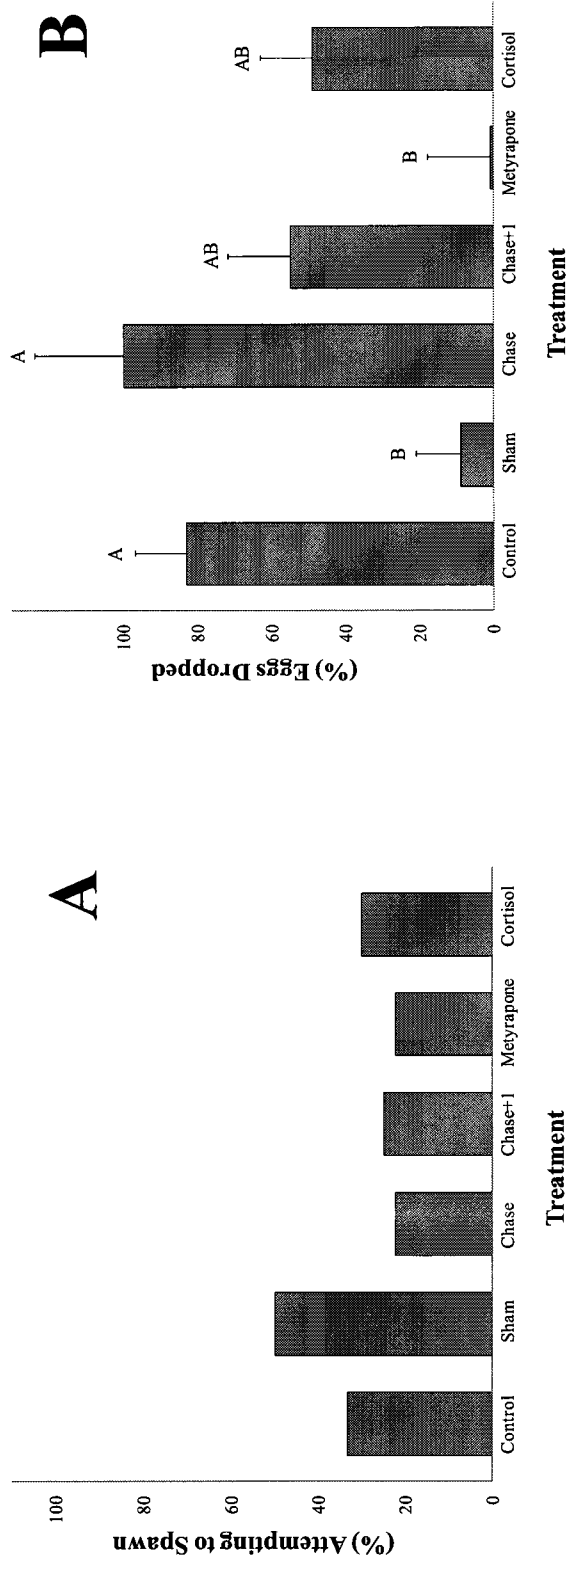 A
(%) Attempting to Spawn
100
80
60
40
20
0
Control
Sham
Chase
Chase+1
Metyrapone
Cortisol
Treatment
B
(%) Eggs Dropped
100
80
60
40
20
0
A
B
A
AB
B
AB
Control
Sham
Chase
Chase+1
Metyrapone
Cortisol
Treatment